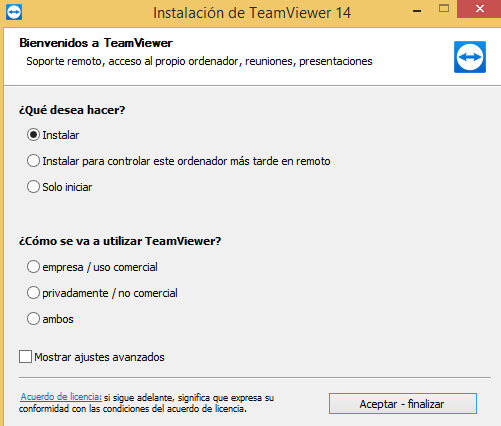 Instalación de TeamViewer 14
Bienvenidos a TeamViewer
Soporte remoto, acceso al propio ordenador, reuniones, presentaciones
¿Qué desea hacer?
Instalar
Instalar para controlar este ordenador más tarde en remoto
Solo iniciar
¿Cómo se va a utilizar TeamViewer?
empresa / uso comercial
privadamente / no comercial
ambos
Mostrar ajustes avanzados
Acuerdo de licencia: si sigue adelante, significa que expresa su
conformidad con las condiciones del acuerdo de licencia.
Aceptar - finalizar